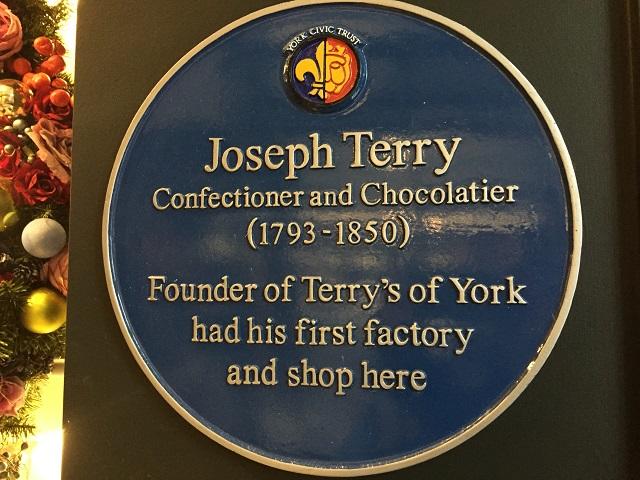 YORK CIVIC TRUST
Joseph Terry
Confectioner and Chocolatier
(1793-1850)
Founder of Terry's of York
had his first factory
and shop here